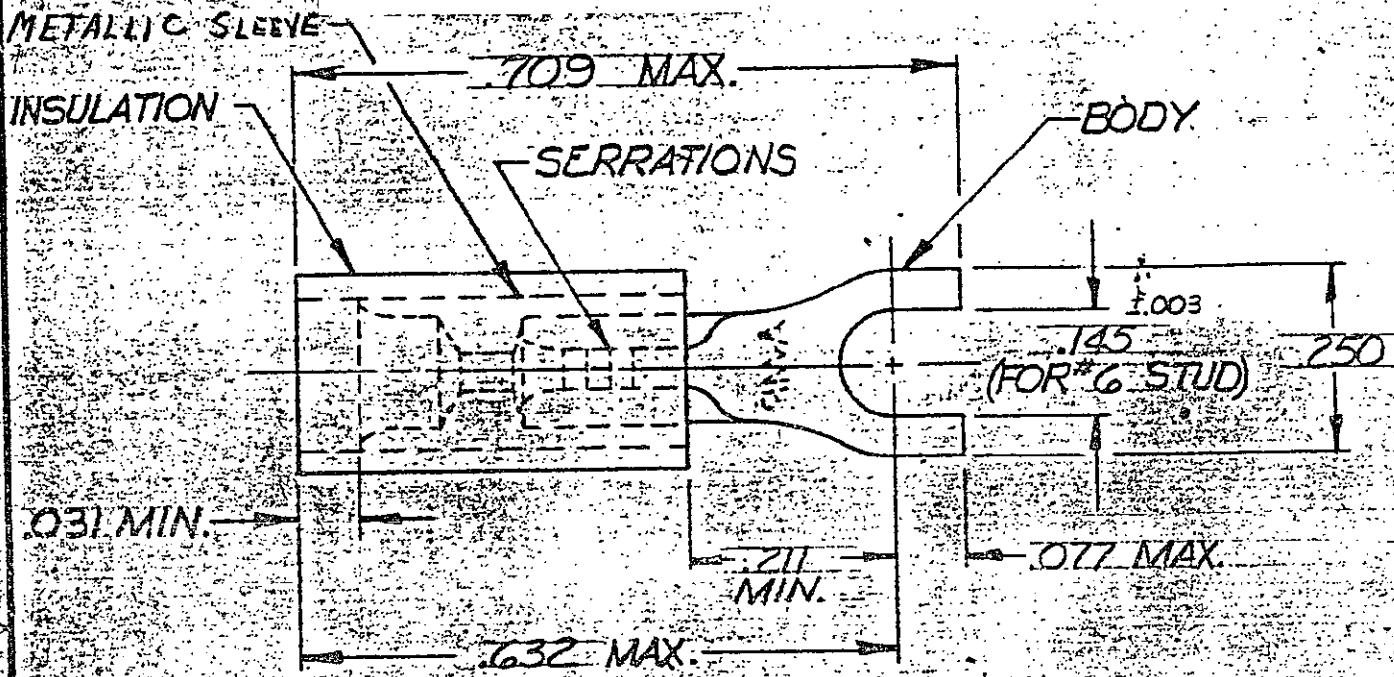 METALLIC SLEEVE
.709 MAX.
INSULATION
BODY
SERRATIONS
±.003
.145
.250
(FOR #6 STUD)
.031 MIN.
.211
MIN.
.077 MAX.
.632 MAX.